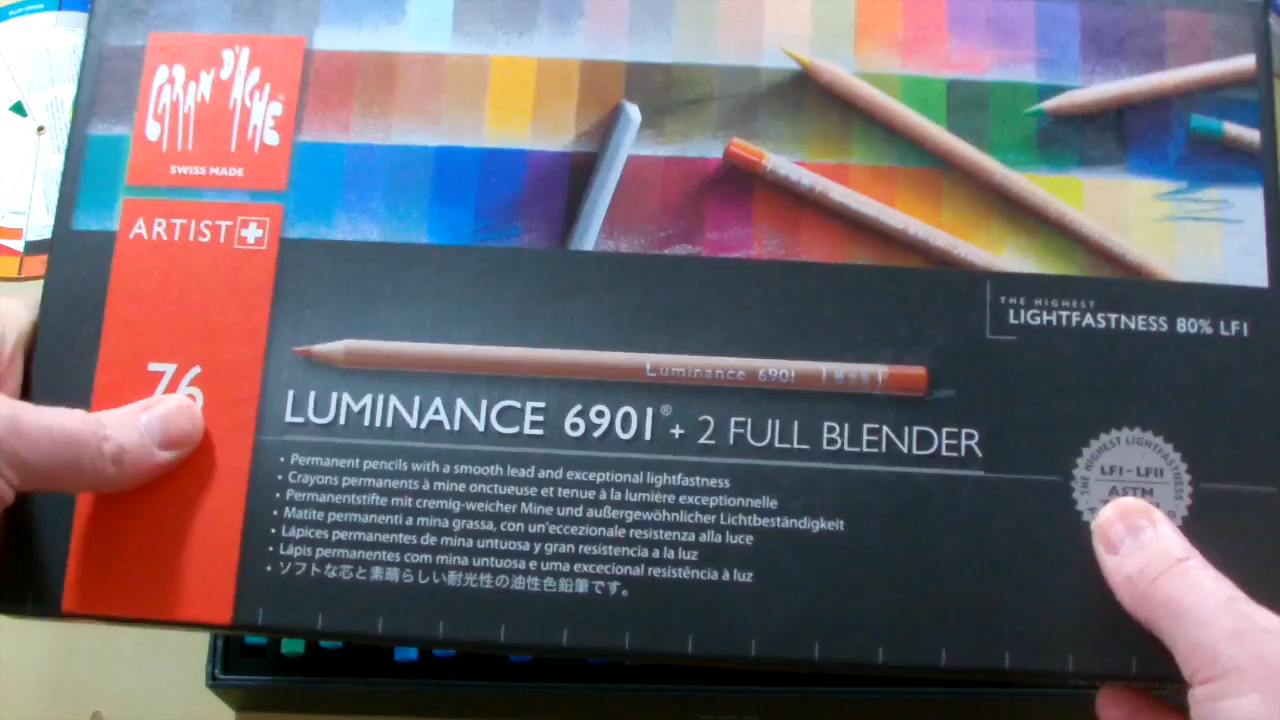 CARAN D'ACHE®
SWISS MADE
ARTIST
76
THE HIGHEST
LIGHTFASTNESS 80% LFI
Luminance 6901
LUMINANCE 6901® + 2 FULL BLENDER
• Permanent pencils with a smooth lead and exceptional lightfastness
• Crayons permanents à mine onctueuse et tenue à la lumière exceptionnelle
• Permanentstifte mit cremig-weicher Mine und außergewöhnlicher Lichtbeständigkeit
• Matite permanenti a mina grassa, con un'eccezionale resistenza alla luce
• Lápices permanentes de mina untuosa y gran resistencia a la luz
• Lápis permanentes com mina untuosa e uma excecional resistência à luz
• ソフトな芯と素晴らしい耐光性の油性色鉛筆です。
THE HIGHEST LIGHTFASTNESS
LFI - LFII
ASTM